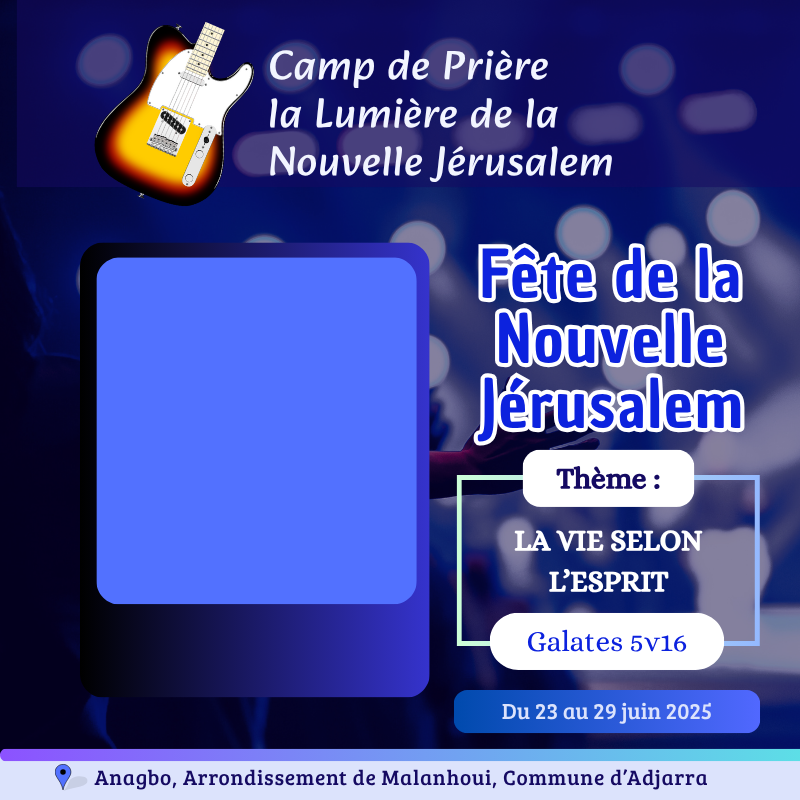 Camp de Prière
la Lumière de la
Nouvelle Jérusalem
Fête de la
Nouvelle
Jérusalem
Thème :
LA VIE SELON
L’ESPRIT
Galates 5v16
Du 23 au 29 juin 2025
Anagbo, Arrondissement de Malanhoui, Commune d’Adjarra